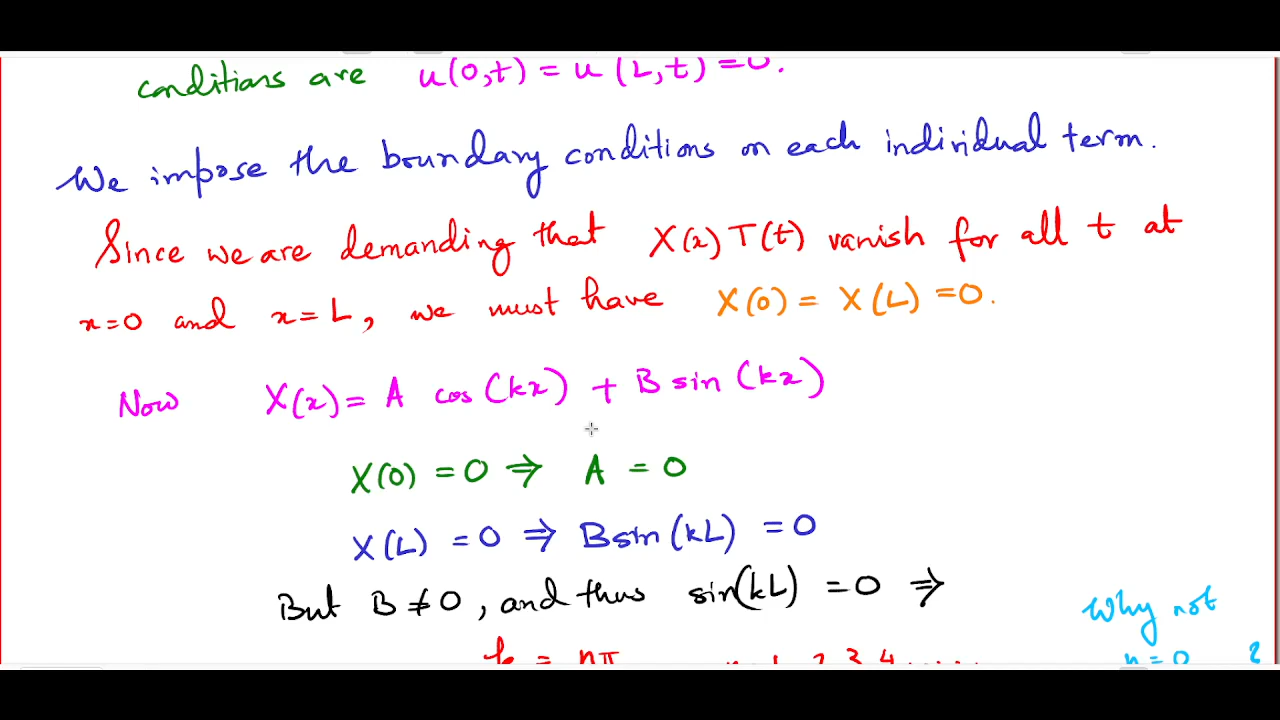 conditions are u(0,t) = u(L,t) = 0.
We impose the boundary conditions on each individual term.
Since we are demanding that X(x)T(t) vanish for all t at
x=0 and x=L, we must have X(0) = X(L) = 0.
Now X(x) = A cos(kx) + B sin(kx)
X(0) = 0 ⇒ A = 0
X(L) = 0 ⇒ B sin(kL) = 0
But B ≠ 0, and thus sin(kL) = 0 ⇒
Why not
k = nπ
n = 0 ?